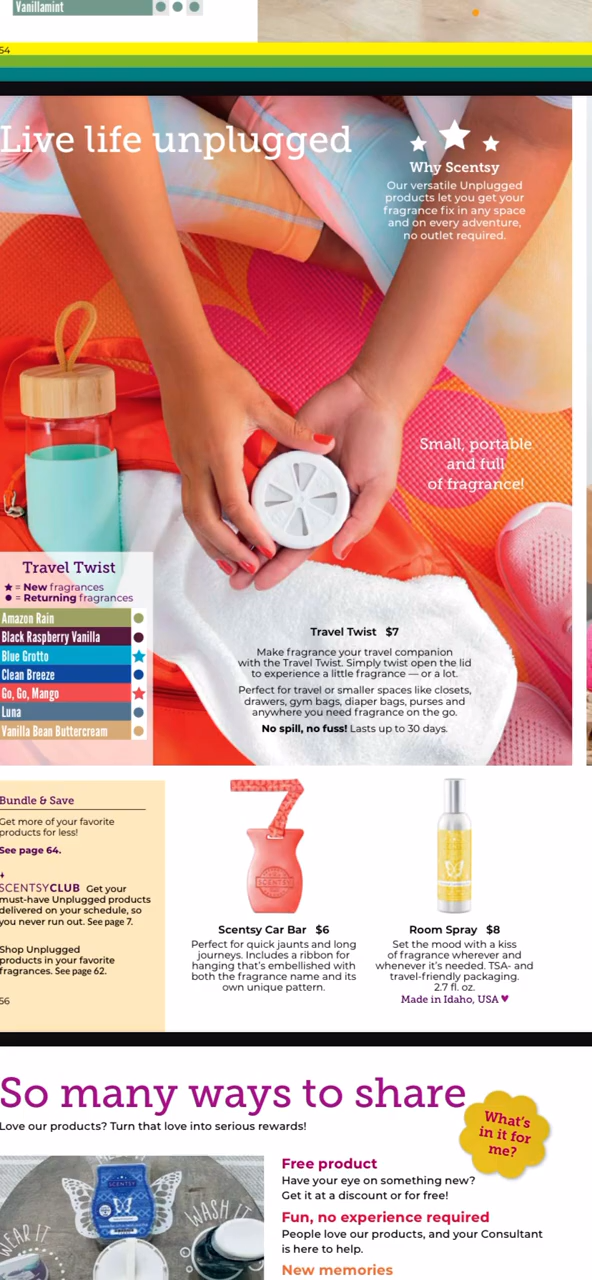 Vanillamint
54
Live life unplugged
Why Scentsy
Our versatile Unplugged
products let you get your
fragrance fix in any space
and on every adventure,
no outlet required.
Small, portable
and full
of fragrance!
Travel Twist
★ = New fragrances
● = Returning fragrances
Amazon Rain
Black Raspberry Vanilla
Blue Grotto
Clean Breeze
Go, Go, Mango
Luna
Vanilla Bean Buttercream
Travel Twist $7
Make fragrance your travel companion
with the Travel Twist. Simply twist open the lid
to experience a little fragrance — or a lot.
Perfect for travel or smaller spaces like closets,
drawers, gym bags, diaper bags, purses and
anywhere you need fragrance on the go.
No spill, no fuss! Lasts up to 30 days.
Bundle & Save
Get more of your favorite
products for less!
See page 64.
SCENTSYCLUB Get your
must-have Unplugged products
delivered on your schedule, so
you never run out. See page 7.
Shop Unplugged
products in your favorite
fragrances. See page 62.
56
SCENTSY
Scentsy Car Bar $6
Perfect for quick jaunts and long
journeys. Includes a ribbon for
hanging that's embellished with
both the fragrance name and its
own unique pattern.
Room Spray $8
Set the mood with a kiss
of fragrance wherever and
whenever it's needed. TSA- and
travel-friendly packaging.
2.7 fl. oz.
Made in Idaho, USA ♥
So many ways to share
Love our products? Turn that love into serious rewards!
What's
in it for
me?
SCENTSY
WEAR IT
WASH IT
Free product
Have your eye on something new?
Get it at a discount or for free!
Fun, no experience required
People love our products, and your Consultant
is here to help.
New memories